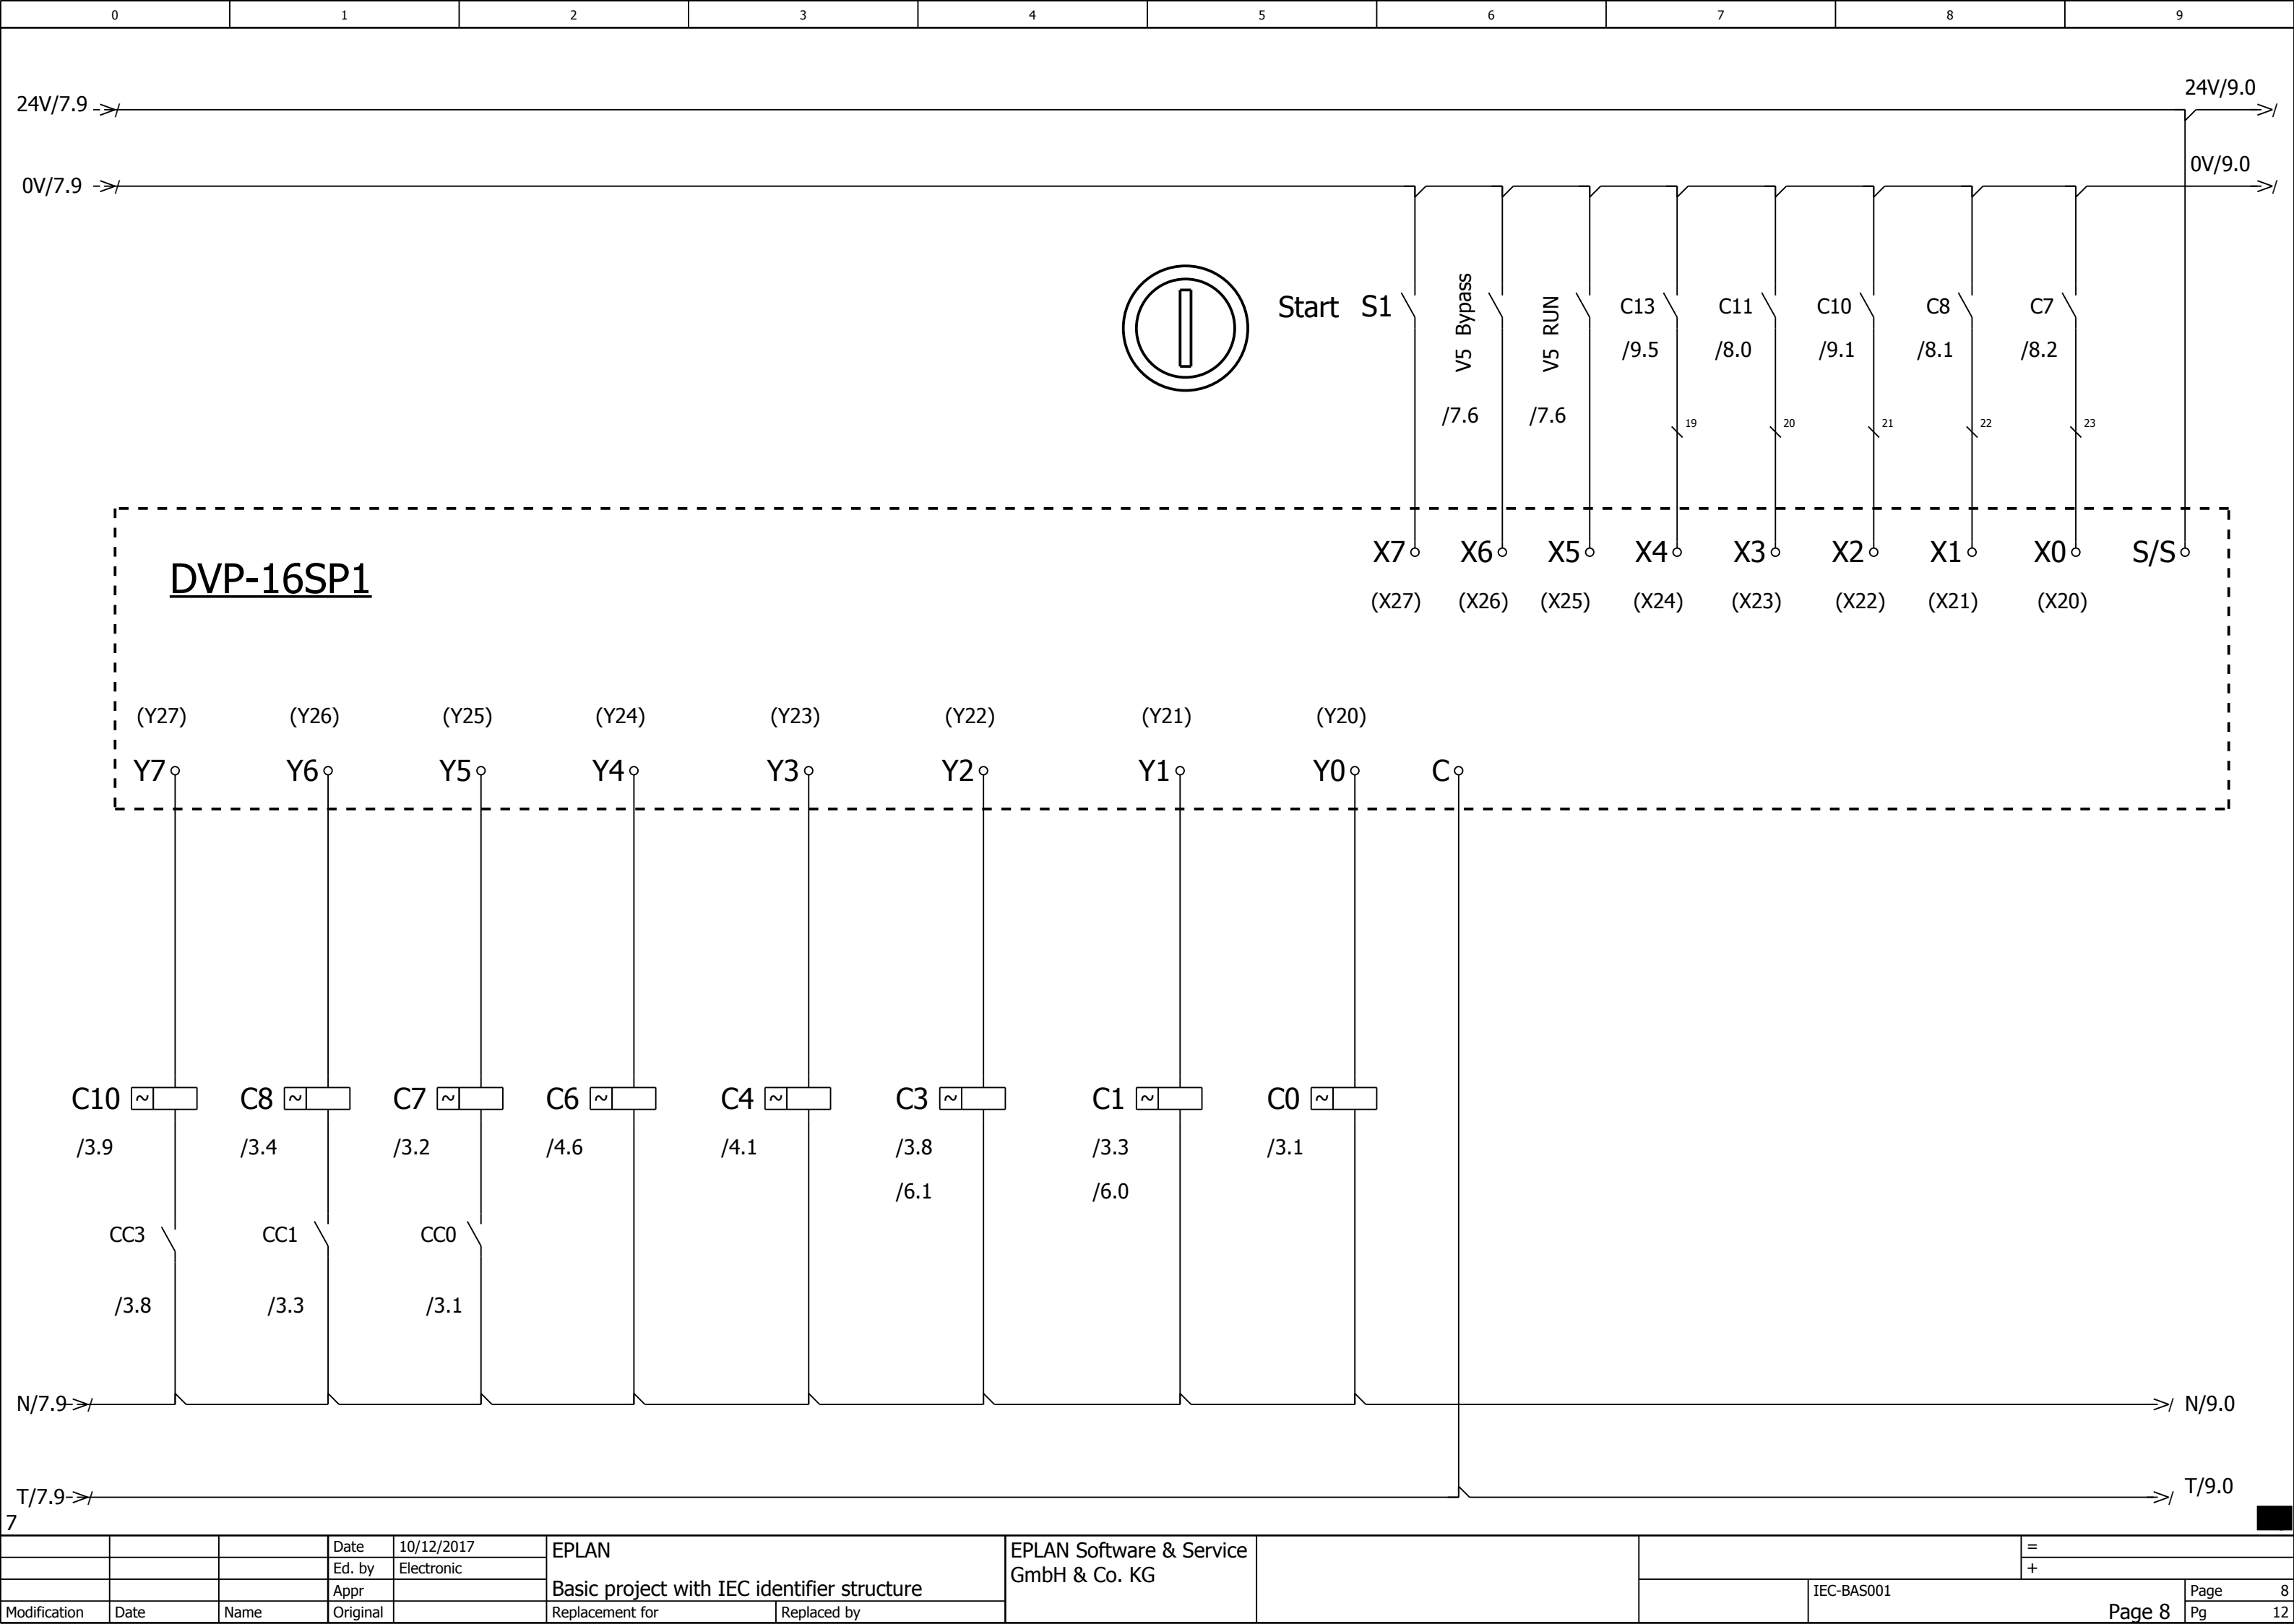 0 1 2 3 4 5 6 7 8 9
24V/7.9 24V/9.0
0V/7.9 0V/9.0
Start S1 V5 Bypass V5 RUN C13 C11 C10 C8 C7
/9.5 /8.0 /9.1 /8.1 /8.2
/7.6 /7.6
19 20 21 22 23
X7 X6 X5 X4 X3 X2 X1 X0 S/S
DVP-16SP1
(X27) (X26) (X25) (X24) (X23) (X22) (X21) (X20)
(Y27) (Y26) (Y25) (Y24) (Y23) (Y22) (Y21) (Y20)
Y7 Y6 Y5 Y4 Y3 Y2 Y1 Y0 C
C10 ~ C8 ~ C7 ~ C6 ~ C4 ~ C3 ~ C1 ~ C0 ~
/3.9 /3.4 /3.2 /4.6 /4.1 /3.8 /3.3 /3.1
/6.1 /6.0
CC3 CC1 CC0
/3.8 /3.3 /3.1
N/7.9 N/9.0
T/7.9 T/9.0
7
Date 10/12/2017 EPLAN EPLAN Software & Service =
Ed. by Electronic GmbH & Co. KG +
Appr Basic project with IEC identifier structure IEC-BAS001 Page 8
Modification Date Name Original Replacement for Replaced by Page 8 Pg 12